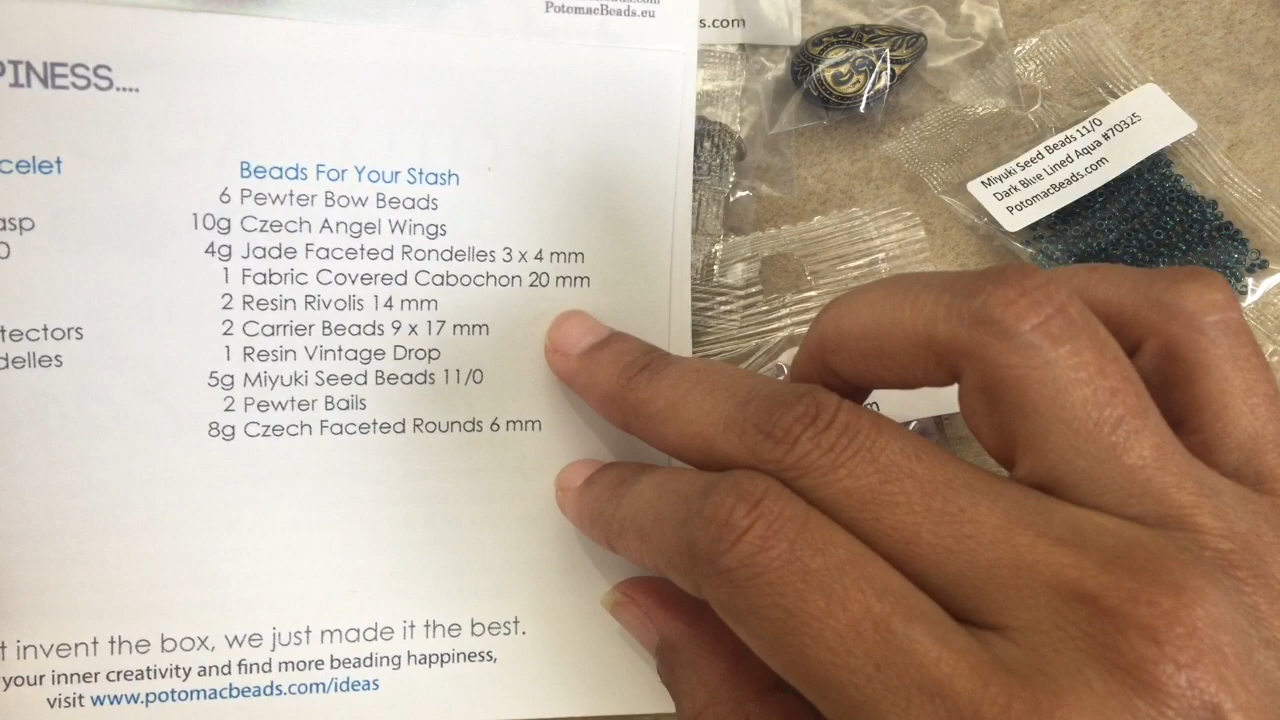 PotomacBeads.eu
s.com
PINESS....
celet
asp
0
tectors
delles
Beads For Your Stash
6 Pewter Bow Beads
10g Czech Angel Wings
4g Jade Faceted Rondelles 3 x 4 mm
1 Fabric Covered Cabochon 20 mm
2 Resin Rivolis 14 mm
2 Carrier Beads 9 x 17 mm
1 Resin Vintage Drop
5g Miyuki Seed Beads 11/0
2 Pewter Bails
8g Czech Faceted Rounds 6 mm
t invent the box, we just made it the best.
your inner creativity and find more beading happiness,
visit www.potomacbeads.com/ideas
Miyuki Seed Beads 11/0
Dark Blue Lined Aqua #70325
PotomacBeads.com
m